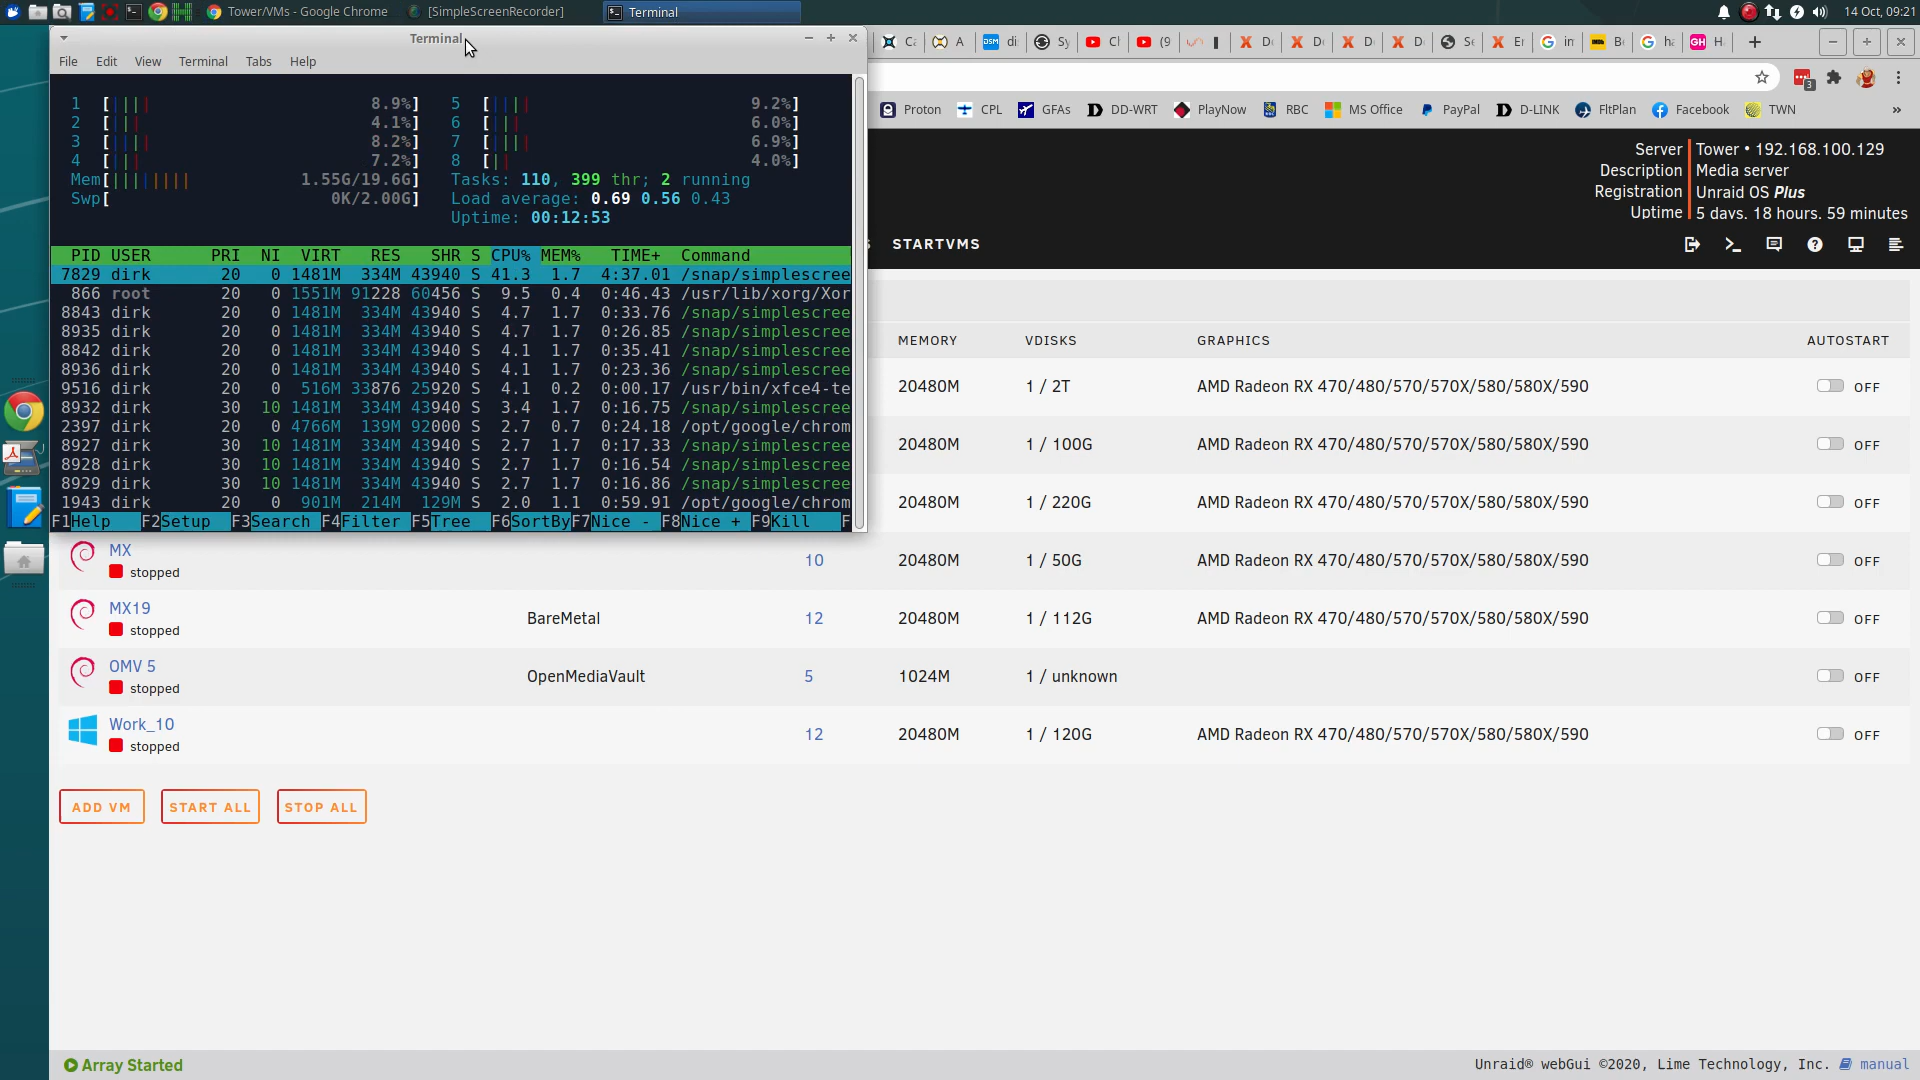 Tower/VMs - Google Chrome
[SimpleScreenRecorder]
Terminal
14 Oct, 09:21
Terminal
File Edit View Terminal Tabs Help
1 [|||| 8.9%] 5 [|||| 9.2%]
2 [||| 4.1%] 6 [||| 6.0%]
3 [|||| 8.2%] 7 [|||| 6.9%]
4 [||| 7.2%] 8 [|| 4.0%]
Mem[|||||||| 1.55G/19.6G] Tasks: 110, 399 thr; 2 running
Swp[ 0K/2.00G] Load average: 0.69 0.56 0.43
Uptime: 00:12:53
PID USER PRI NI VIRT RES SHR S CPU% MEM% TIME+ Command
7829 dirk 20 0 1481M 334M 43940 S 41.3 1.7 4:37.01 /snap/simplescree
866 root 20 0 1551M 91228 60456 S 9.5 0.4 0:46.43 /usr/lib/xorg/Xor
8843 dirk 20 0 1481M 334M 43940 S 4.7 1.7 0:33.76 /snap/simplescree
8935 dirk 20 0 1481M 334M 43940 S 4.7 1.7 0:26.85 /snap/simplescree
8842 dirk 20 0 1481M 334M 43940 S 4.1 1.7 0:35.41 /snap/simplescree
8936 dirk 20 0 1481M 334M 43940 S 4.1 1.7 0:23.36 /snap/simplescree
9516 dirk 20 0 516M 33876 25920 S 4.1 0.2 0:00.17 /usr/bin/xfce4-te
8932 dirk 30 10 1481M 334M 43940 S 3.4 1.7 0:16.75 /snap/simplescree
2397 dirk 20 0 4766M 139M 92000 S 2.7 0.7 0:24.18 /opt/google/chrom
8927 dirk 30 10 1481M 334M 43940 S 2.7 1.7 0:17.33 /snap/simplescree
8928 dirk 30 10 1481M 334M 43940 S 2.7 1.7 0:16.54 /snap/simplescree
8929 dirk 30 10 1481M 334M 43940 S 2.7 1.7 0:16.86 /snap/simplescree
1943 dirk 20 0 901M 214M 129M S 2.0 1.1 0:59.91 /opt/google/chrom
F1Help F2Setup F3Search F4Filter F5Tree F6SortByF7Nice - F8Nice + F9Kill F
3
Proton CPL GFAs DD-WRT PlayNow RBC MS Office PayPal D-LINK FltPlan Facebook TWN »
Server Tower • 192.168.100.129
Description Media server
Registration Unraid OS Plus
Uptime 5 days, 18 hours, 59 minutes
STARTVMS
MEMORY VDISKS GRAPHICS AUTOSTART
20480M 1 / 2T AMD Radeon RX 470/480/570/570X/580/580X/590 OFF
20480M 1 / 100G AMD Radeon RX 470/480/570/570X/580/580X/590 OFF
20480M 1 / 220G AMD Radeon RX 470/480/570/570X/580/580X/590 OFF
MX
stopped
10 20480M 1 / 50G AMD Radeon RX 470/480/570/570X/580/580X/590 OFF
MX19
stopped
BareMetal 12 20480M 1 / 112G AMD Radeon RX 470/480/570/570X/580/580X/590 OFF
OMV 5
stopped
OpenMediaVault 5 1024M 1 / unknown OFF
Work_10
stopped
12 20480M 1 / 120G AMD Radeon RX 470/480/570/570X/580/580X/590 OFF
ADD VM START ALL STOP ALL
Array Started
Unraid® webGui ©2020, Lime Technology, Inc. manual